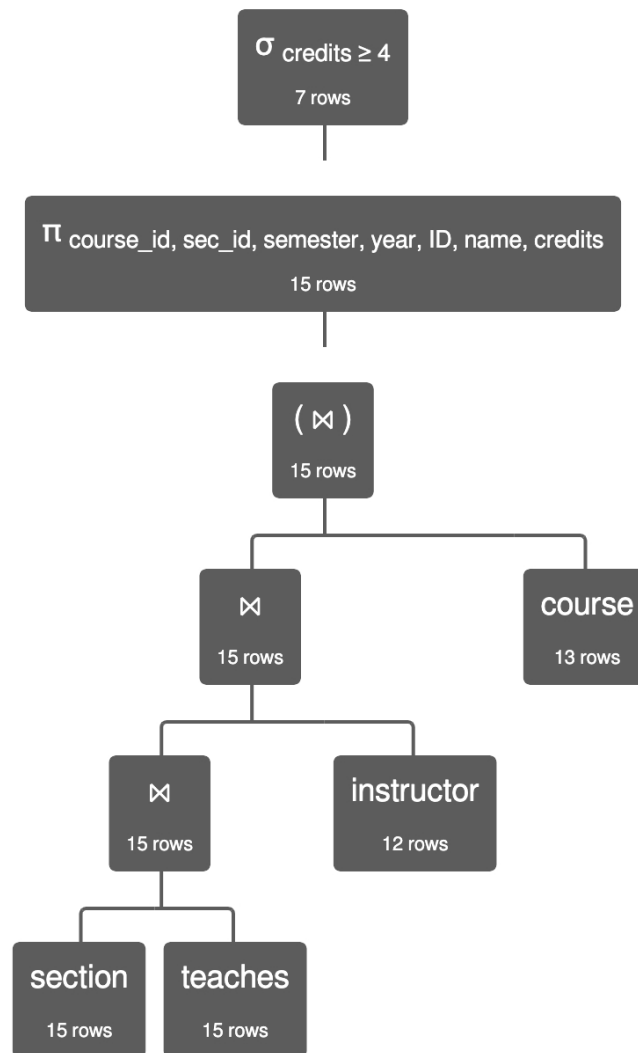 σ credits ≥ 4
7 rows
π course_id, sec_id, semester, year, ID, name, credits
15 rows
( ⋈ )
15 rows
⋈
15 rows
course
13 rows
⋈
15 rows
instructor
12 rows
section
15 rows
teaches
15 rows